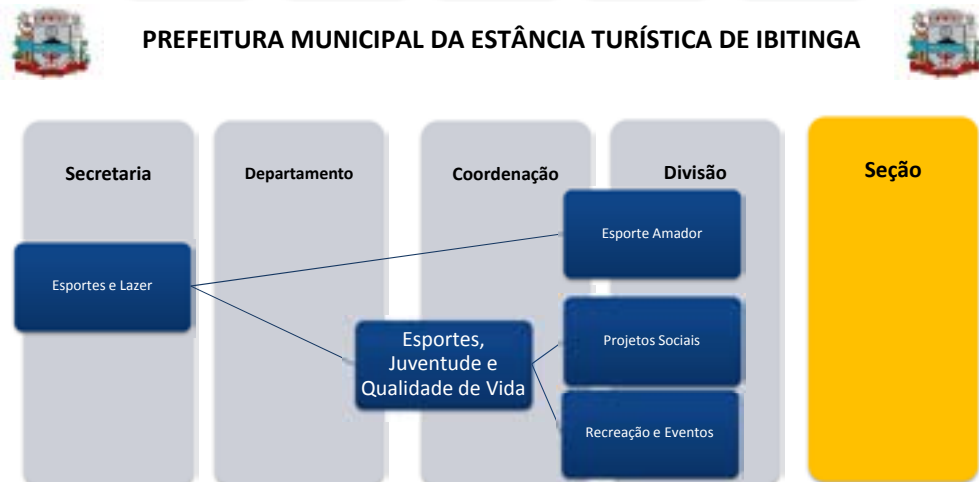 PREFEITURA MUNICIPAL DA ESTÂNCIA TURÍSTICA DE IBITINGA
Secretaria
Departamento
Coordenação
Divisão
Seção
Esporte Amador
Esportes e Lazer
Esportes,
Juventude e
Qualidade de Vida
Projetos Sociais
Recreação e Eventos